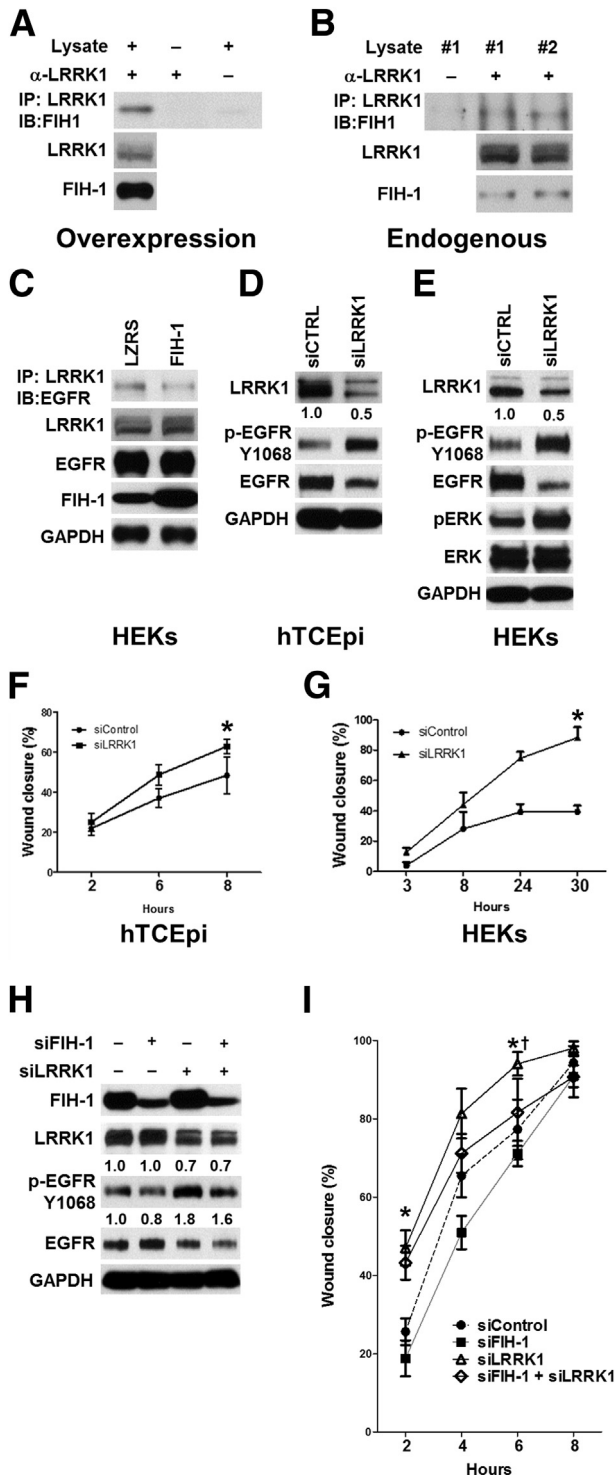 A
Lysate + – +
α-LRRK1 + + –
IP: LRRK1
IB:FIH1
LRRK1
FIH-1
Overexpression
B
Lysate #1 #1 #2
α-LRRK1 – + +
IP: LRRK1
IB:FIH1
LRRK1
FIH-1
Endogenous
C
LZRS
FIH-1
IP: LRRK1
IB:EGFR
LRRK1
EGFR
FIH-1
GAPDH
HEKs
D
siCTRL
siLRRK1
LRRK1
1.0 0.5
p-EGFR
Y1068
EGFR
GAPDH
hTCEpi
E
siCTRL
siLRRK1
LRRK1
1.0 0.5
p-EGFR
Y1068
EGFR
pERK
ERK
GAPDH
HEKs
F
Wound closure (%)
80
60
40
20
0
siControl
siLRRK1
*
2 6 8
Hours
hTCEpi
G
Wound closure (%)
100
80
60
40
20
0
siControl
siLRRK1
*
3 8 24 30
Hours
HEKs
H
siFIH-1 – + – +
siLRRK1 – – + +
FIH-1
LRRK1
1.0 1.0 0.7 0.7
p-EGFR
Y1068
1.0 0.8 1.8 1.6
EGFR
GAPDH
I
Wound closure (%)
100
80
60
40
20
0
*
*†
siControl
siFIH-1
siLRRK1
siFIH-1 + siLRRK1
2 4 6 8
Hours